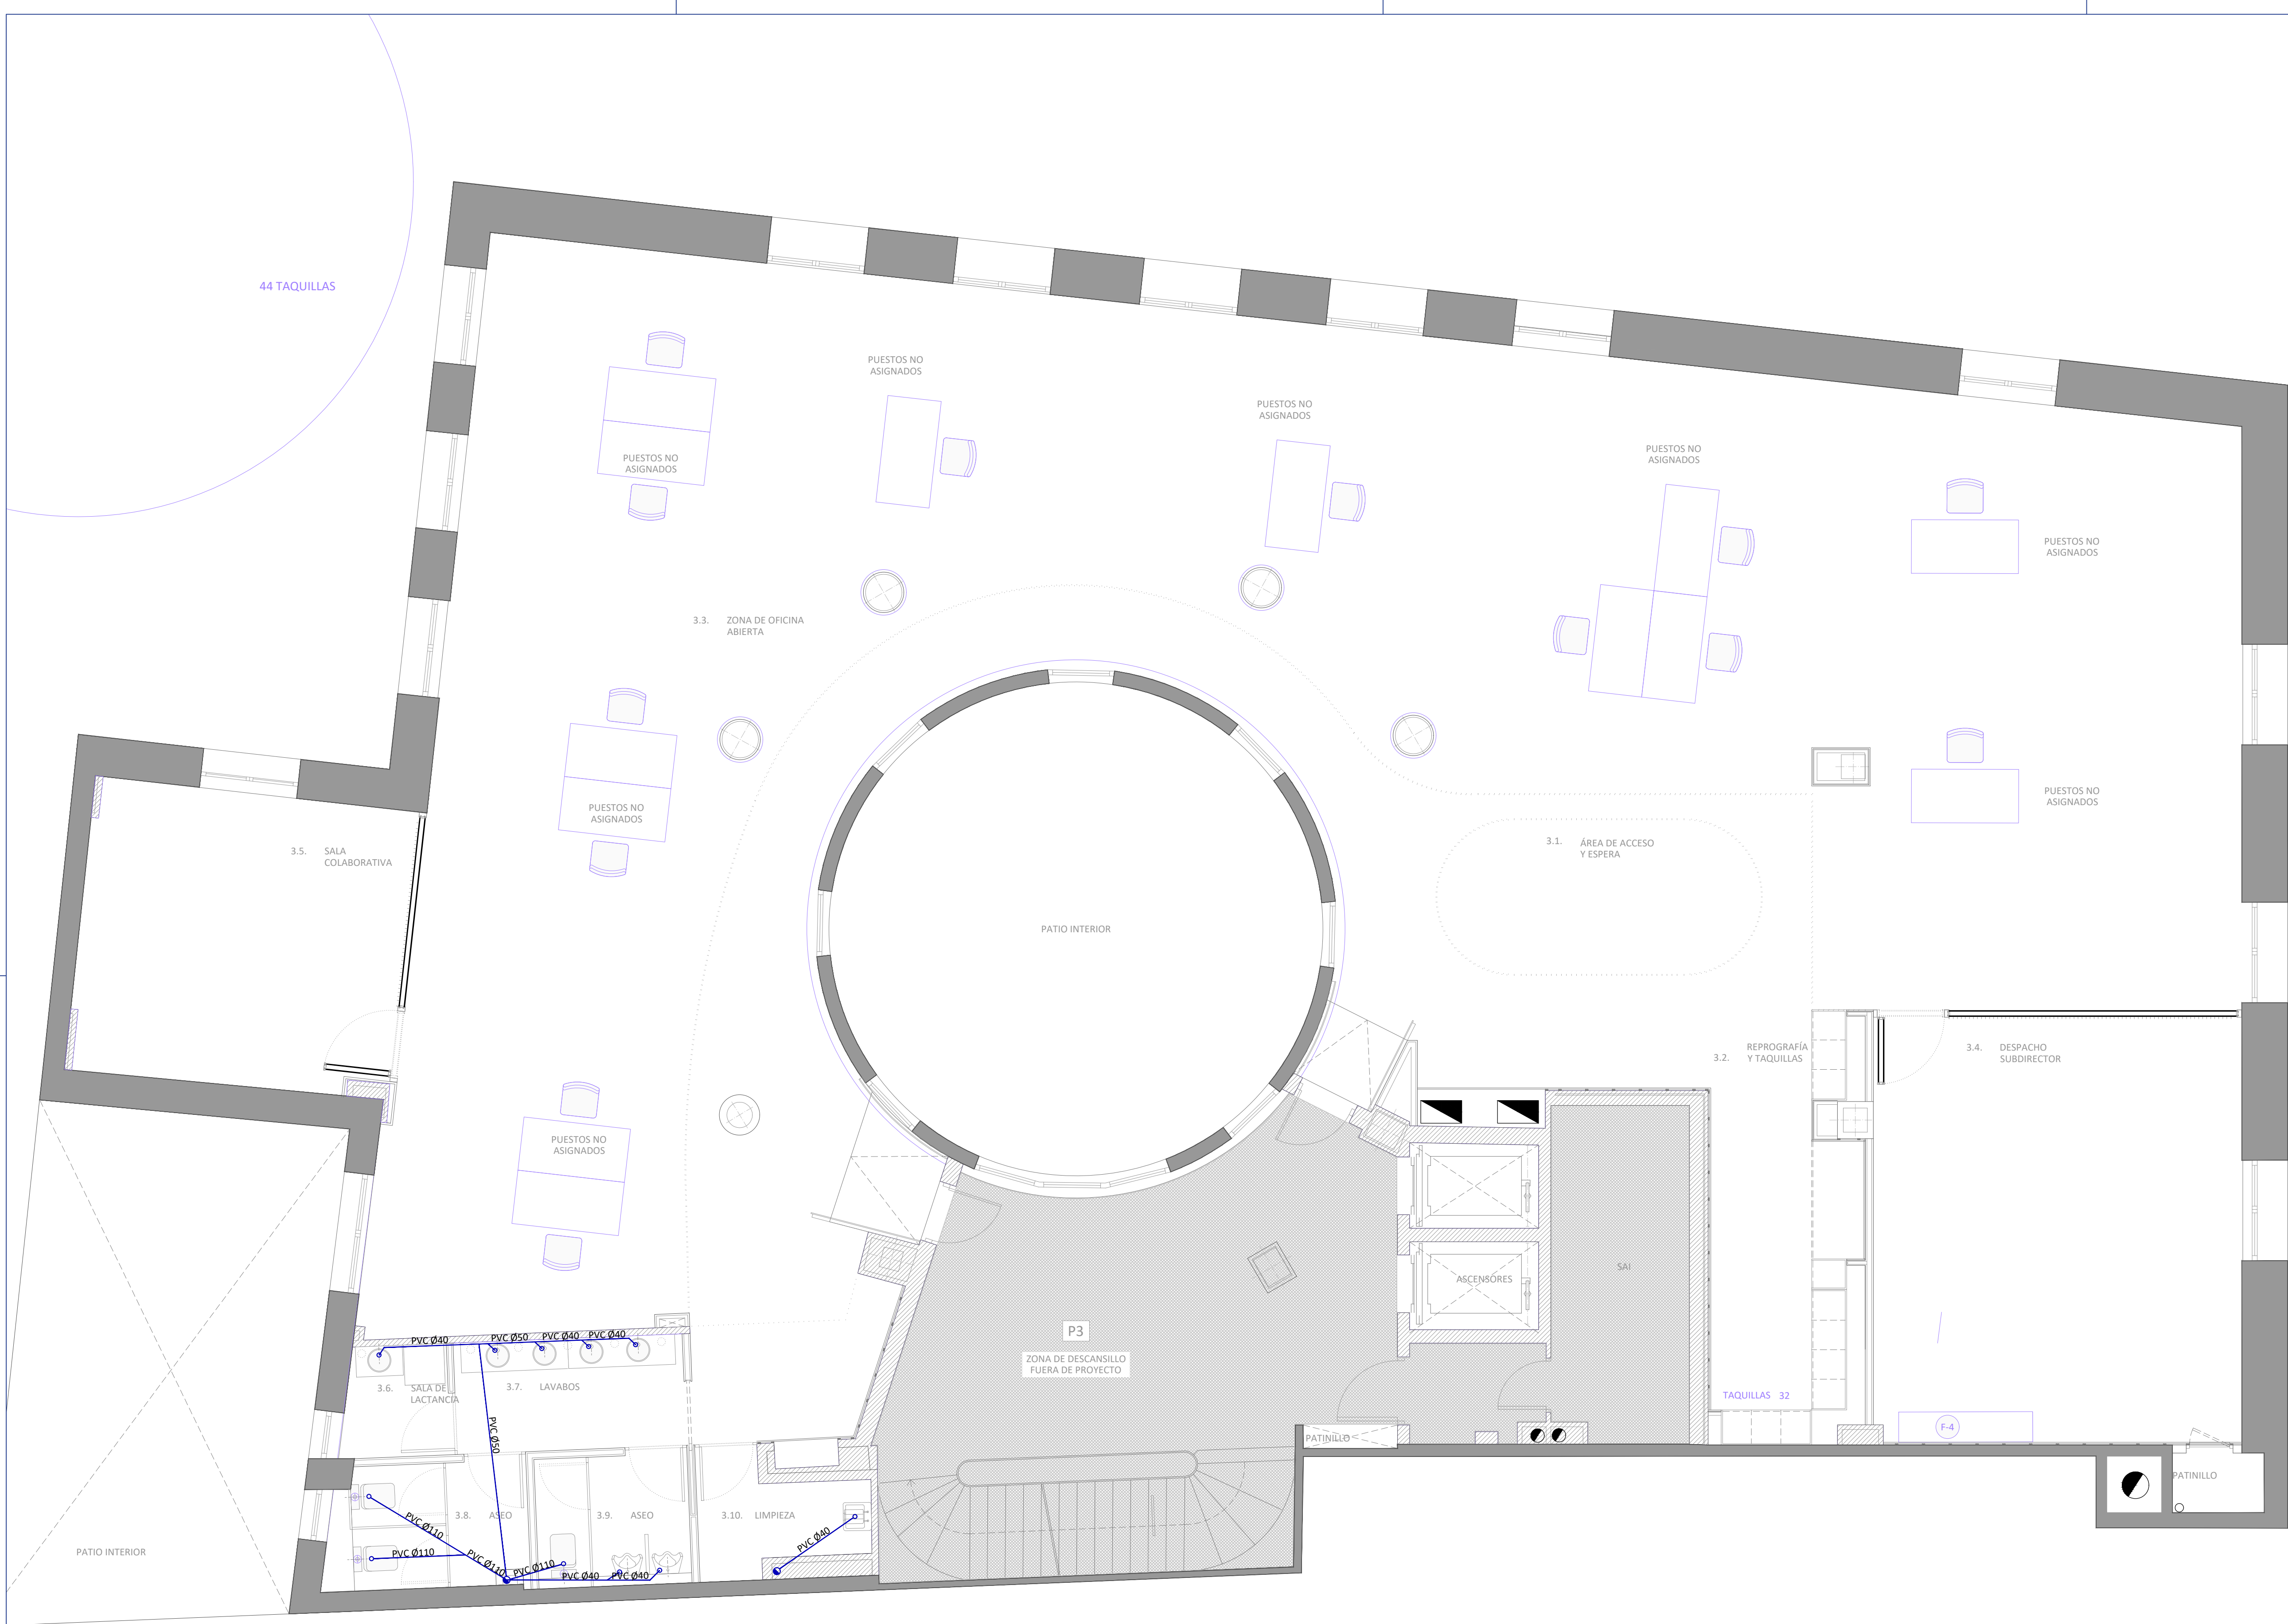 44 TAQUILLAS
PUESTOS NO
ASIGNADOS
PUESTOS NO
ASIGNADOS
PUESTOS NO
ASIGNADOS
PUESTOS NO
ASIGNADOS
PUESTOS NO
ASIGNADOS
3.3. ZONA DE OFICINA
ABIERTA
PUESTOS NO
ASIGNADOS
PUESTOS NO
ASIGNADOS
3.5. SALA
COLABORATIVA
3.1. ÁREA DE ACCESO
Y ESPERA
PATIO INTERIOR
3.2. REPROGRAFÍA
Y TAQUILLAS
3.4. DESPACHO
SUBDIRECTOR
PUESTOS NO
ASIGNADOS
SAI
ASCENSORES
P3
ZONA DE DESCANSILLO
FUERA DE PROYECTO
PVC Ø40
PVC Ø50
PVC Ø40
PVC Ø40
3.6. SALA DE
LACTANCIA
3.7. LAVABOS
TAQUILLAS 32
F-4
PVC Ø50
PATINILLO
PATINILLO
3.8. ASEO
3.9. ASEO
3.10. LIMPIEZA
PVC Ø110
PVC Ø40
PATIO INTERIOR
PVC Ø110
PVC Ø110
PVC Ø110
PVC Ø40
PVC Ø40